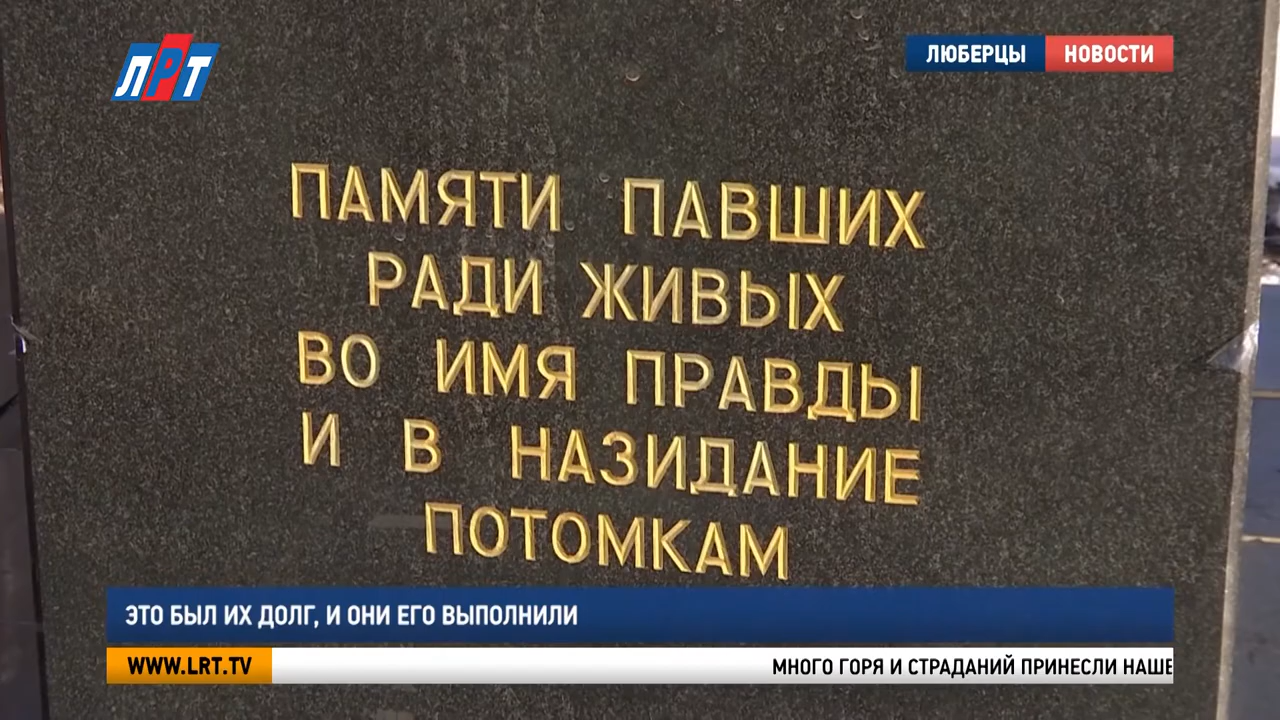 ЛРТ
ЛЮБЕРЦЫ НОВОСТИ
ПАМЯТИ ПАВШИХ
РАДИ ЖИВЫХ
ВО ИМЯ ПРАВДЫ
И В НАЗИДАНИЕ
ПОТОМКАМ
ЭТО БЫЛ ИХ ДОЛГ, И ОНИ ЕГО ВЫПОЛНИЛИ
WWW.LRT.TV МНОГО ГОРЯ И СТРАДАНИЙ ПРИНЕСЛИ НАШЕ